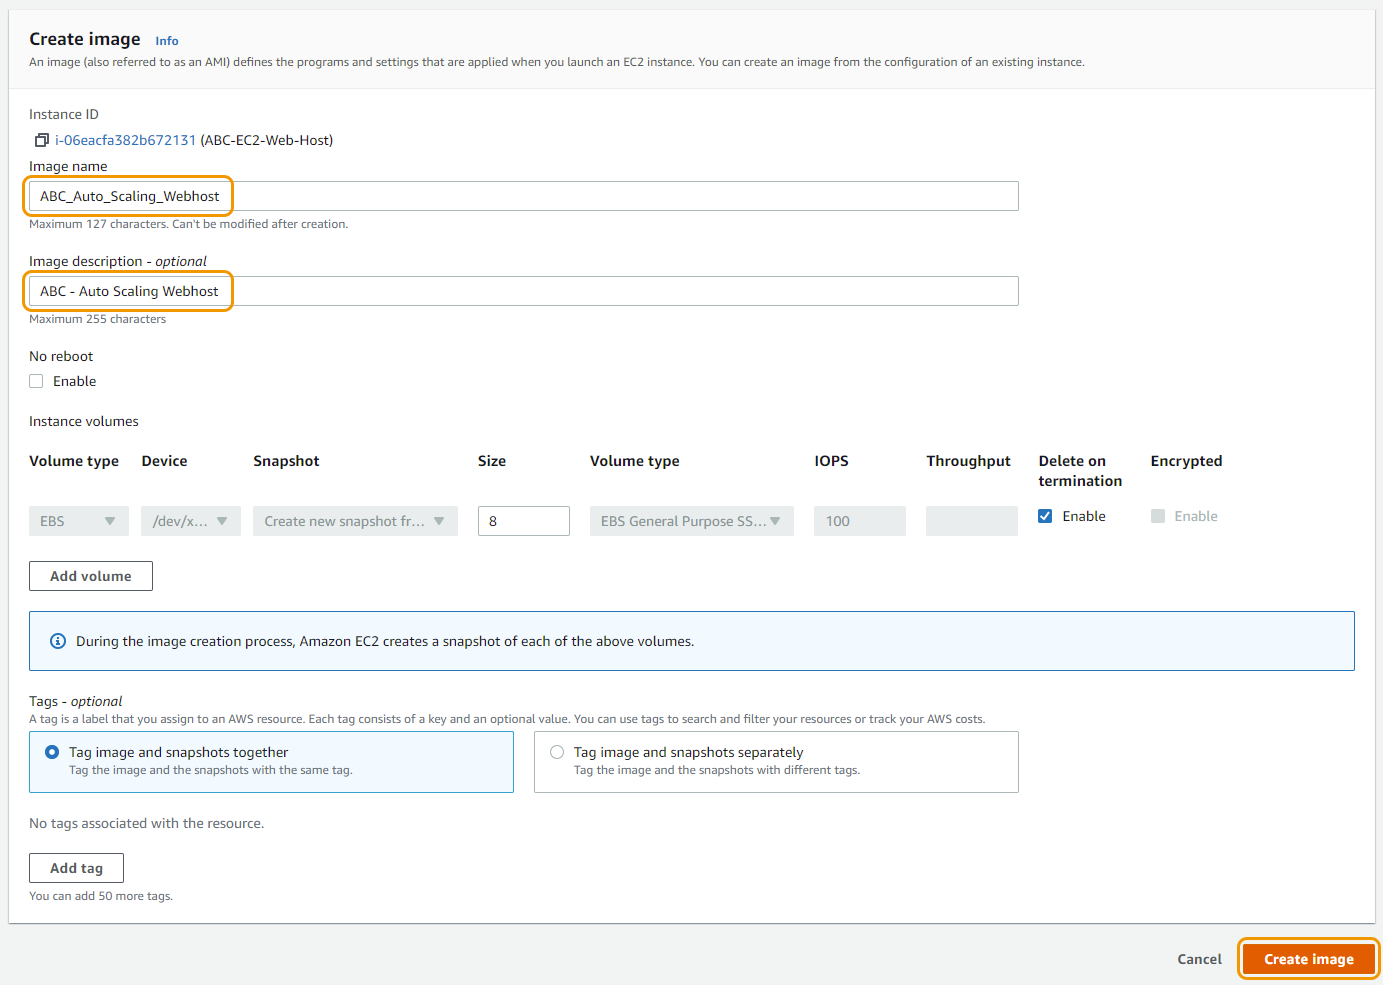 Create image Info
An image (also referred to as an AMI) defines the programs and settings that are applied when you launch an EC2 instance. You can create an image from the configuration of an existing instance.
Instance ID
i-06eacfa382b672131 (ABC-EC2-Web-Host)
Image name
ABC_Auto_Scaling_Webhost
Maximum 127 characters. Can't be modified after creation.
Image description - optional
ABC - Auto Scaling Webhost
Maximum 255 characters
No reboot
Enable
Instance volumes
Volume type Device Snapshot Size Volume type IOPS Throughput Delete on termination Encrypted
EBS /dev/x... Create new snapshot fr... 8 EBS General Purpose SS... 100 Enable Enable
Add volume
During the image creation process, Amazon EC2 creates a snapshot of each of the above volumes.
Tags - optional
A tag is a label that you assign to an AWS resource. Each tag consists of a key and an optional value. You can use tags to search and filter your resources or track your AWS costs.
Tag image and snapshots together
Tag the image and the snapshots with the same tag.
Tag image and snapshots separately
Tag the image and the snapshots with different tags.
No tags associated with the resource.
Add tag
You can add 50 more tags.
Cancel Create image